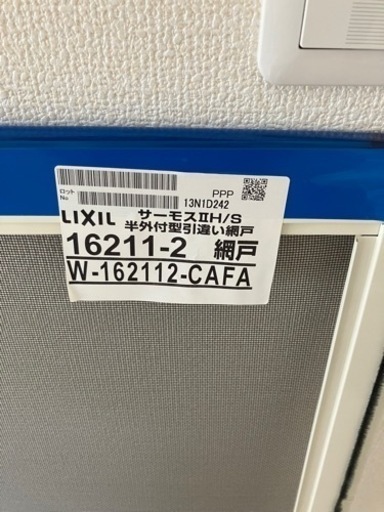 ロット
No
PPP
13N1D242
LIXIL サーモスⅡH/S
半外付型引違い網戸
16211-2 網戸
W-162112-CAFA